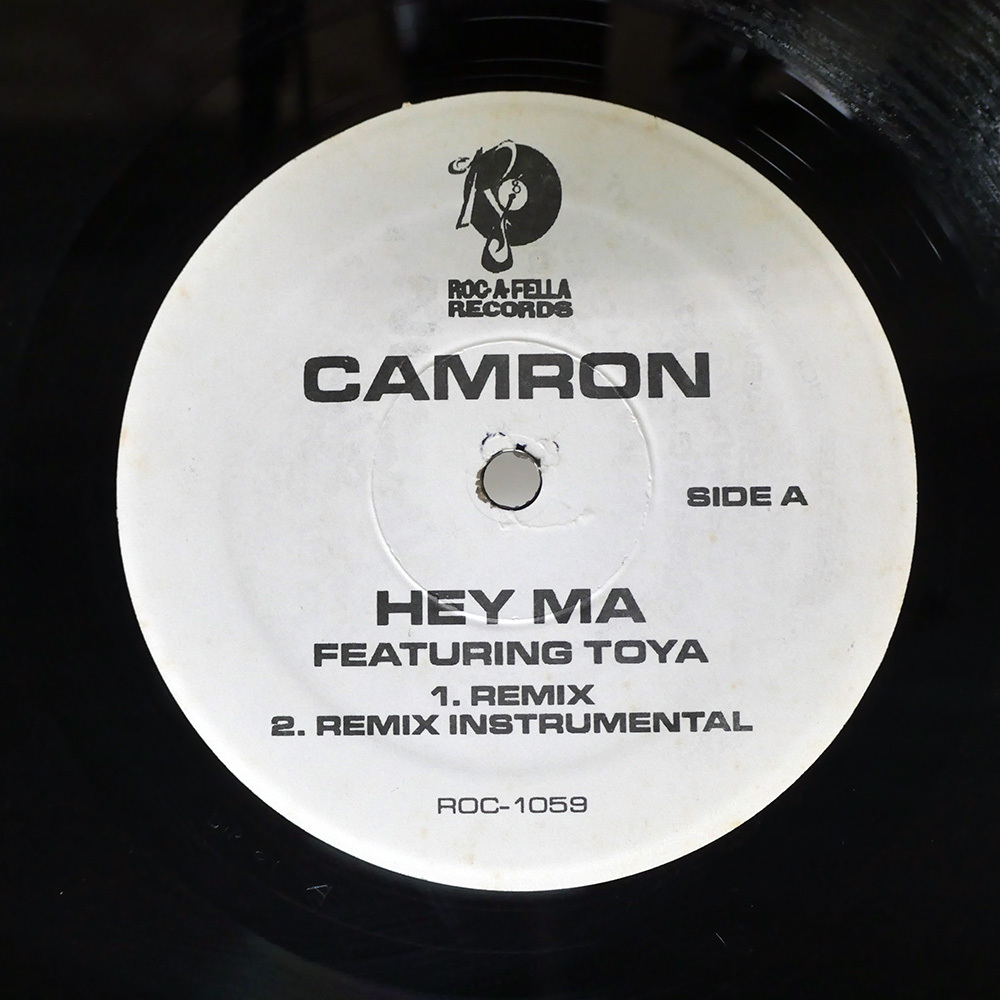 ROC-A-FELLA
RECORDS
CAMRON
SIDE A
HEY MA
FEATURING TOYA
1. REMIX
2. REMIX INSTRUMENTAL
ROC-1059